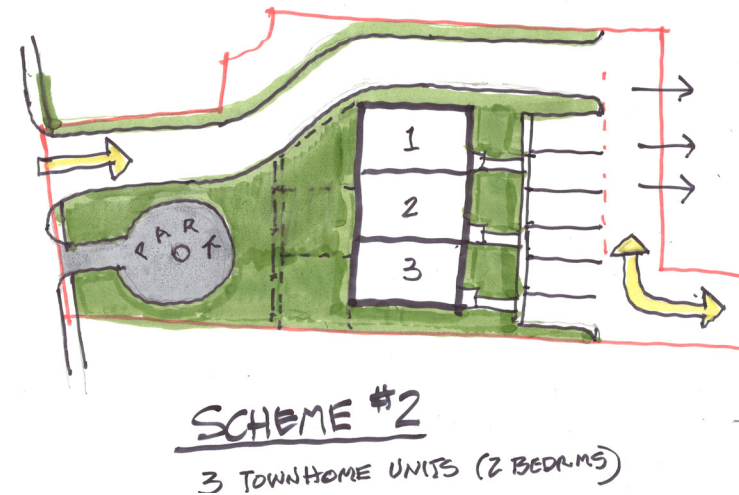 PARK
1
2
3
SCHEME #2
3 TOWNHOME UNITS (2 BEDRMS)